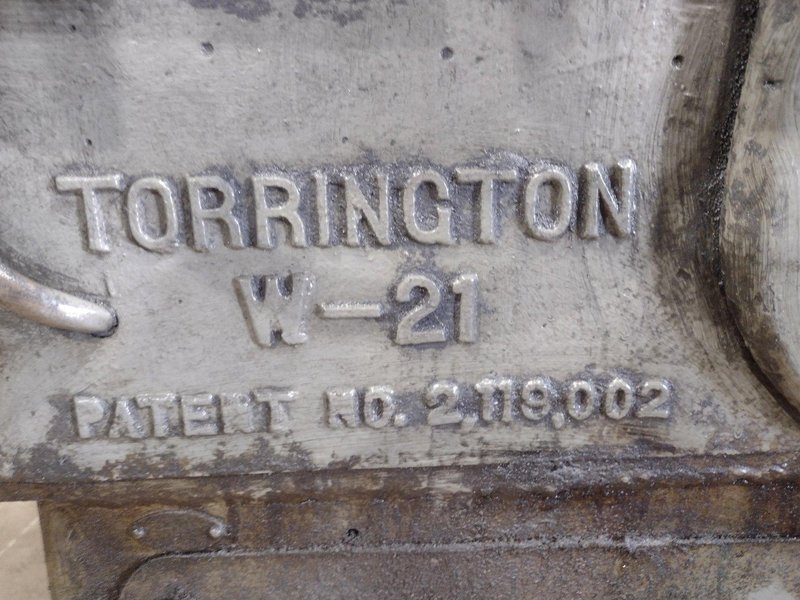 TORRINGTON
W-21
PATENT NO. 2,119,002